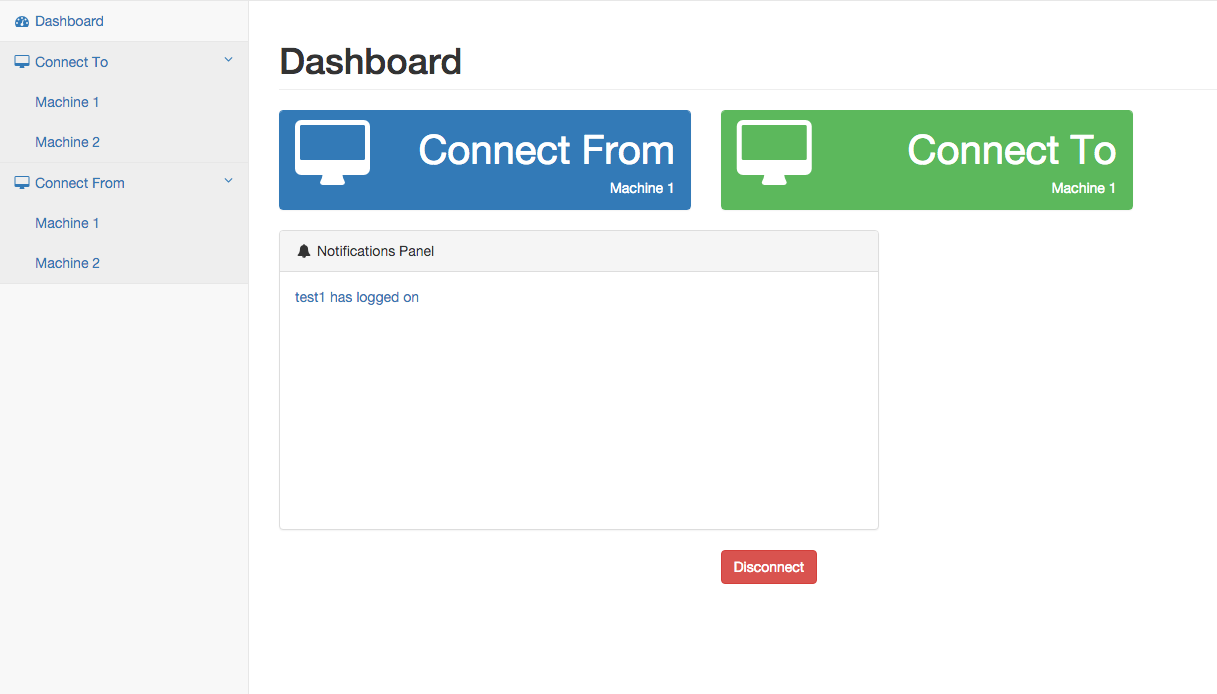 Dashboard
Connect To
Machine 1
Machine 2
Connect From
Machine 1
Machine 2
Dashboard
Connect From
Machine 1
Connect To
Machine 1
Notifications Panel
test1 has logged on
Disconnect